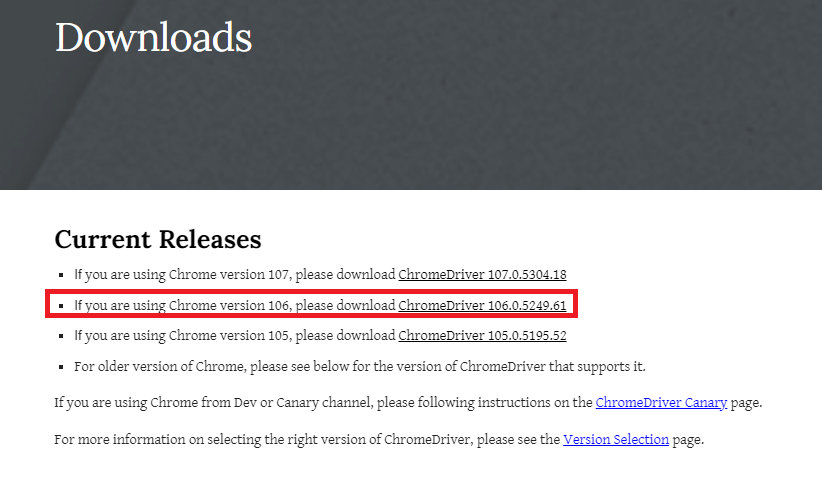 Downloads
Current Releases
If you are using Chrome version 107, please download ChromeDriver 107.0.5304.18
If you are using Chrome version 106, please download ChromeDriver 106.0.5249.61
If you are using Chrome version 105, please download ChromeDriver 105.0.5195.52
For older version of Chrome, please see below for the version of ChromeDriver that supports it.
If you are using Chrome from Dev or Canary channel, please following instructions on the ChromeDriver Canary page.
For more information on selecting the right version of ChromeDriver, please see the Version Selection page.